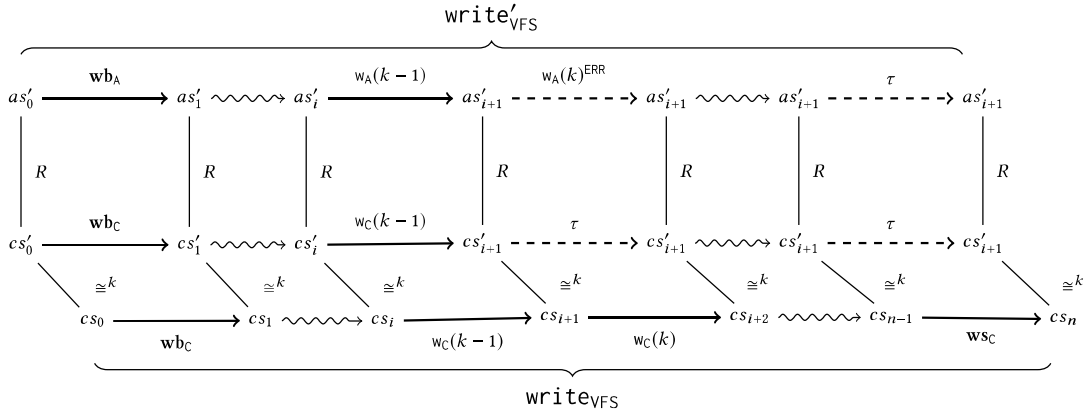 write′VFS
wbA wA(k − 1) wA(k)ERR τ
as′0 as′1 as′i as′i+1 as′i+1 as′i+1 as′i+1
R R R R R R R
wbC wC(k − 1) τ τ
cs′0 cs′1 cs′i cs′i+1 cs′i+1 cs′i+1 cs′i+1
≅k ≅k ≅k ≅k ≅k ≅k ≅k
cs0 cs1 csi csi+1 csi+2 csn−1 csn
wbC wC(k − 1) wC(k) wsC
writeVFS